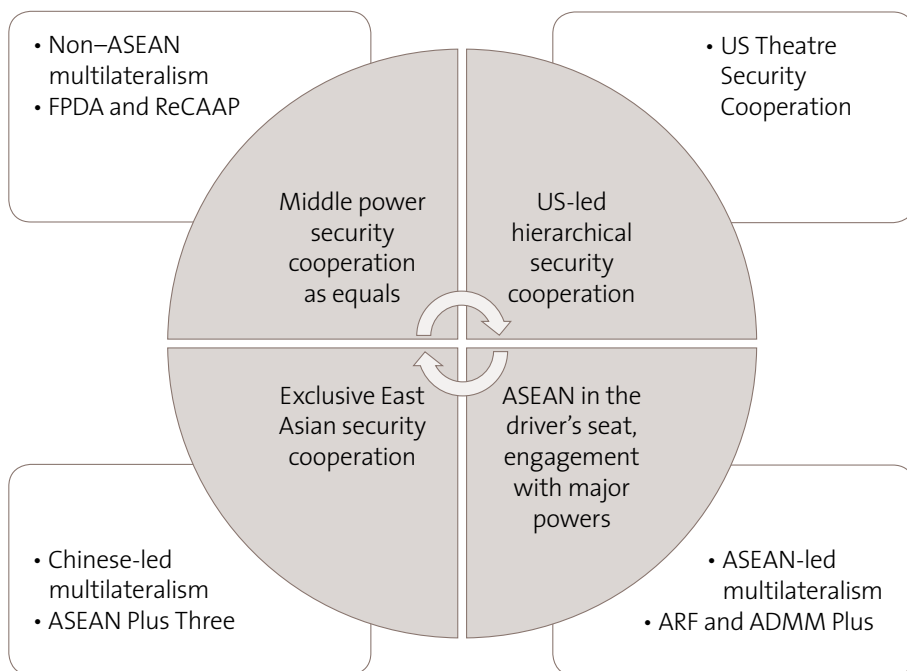 • Non–ASEAN
multilateralism
• FPDA and ReCAAP
• US Theatre
Security
Cooperation
Middle power
security
cooperation
as equals
US-led
hierarchical
security
cooperation
Exclusive East
Asian security
cooperation
ASEAN in the
driver’s seat,
engagement
with major
powers
• Chinese-led
multilateralism
• ASEAN Plus Three
• ASEAN-led
multilateralism
• ARF and ADMM Plus